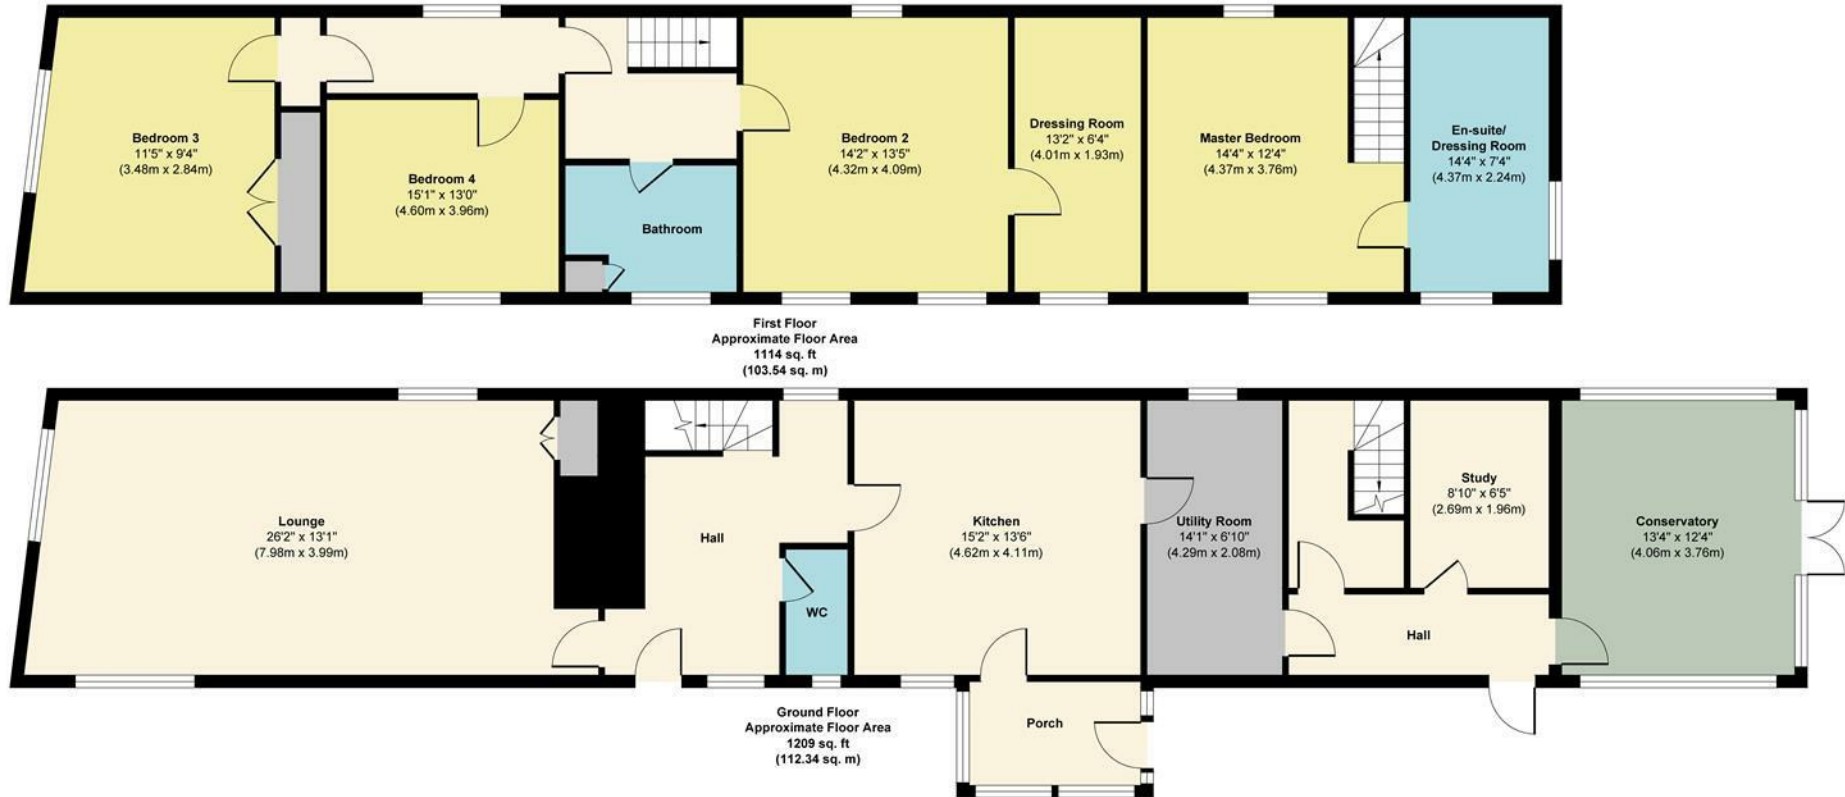 Bedroom 3
11'5" x 9'4"
(3.48m x 2.84m)
Bedroom 4
15'1" x 13'0"
(4.60m x 3.96m)
Bathroom
Bedroom 2
14'2" x 13'5"
(4.32m x 4.09m)
Dressing Room
13'2" x 6'4"
(4.01m x 1.93m)
Master Bedroom
14'4" x 12'4"
(4.37m x 3.76m)
En-suite/
Dressing Room
14'4" x 7'4"
(4.37m x 2.24m)
First Floor
Approximate Floor Area
1114 sq. ft
(103.54 sq. m)
Lounge
26'2" x 13'1"
(7.98m x 3.99m)
Hall
WC
Kitchen
15'2" x 13'6"
(4.62m x 4.11m)
Utility Room
14'1" x 6'10"
(4.29m x 2.08m)
Study
8'10" x 6'5"
(2.69m x 1.96m)
Hall
Conservatory
13'4" x 12'4"
(4.06m x 3.76m)
Porch
Ground Floor
Approximate Floor Area
1209 sq. ft
(112.34 sq. m)